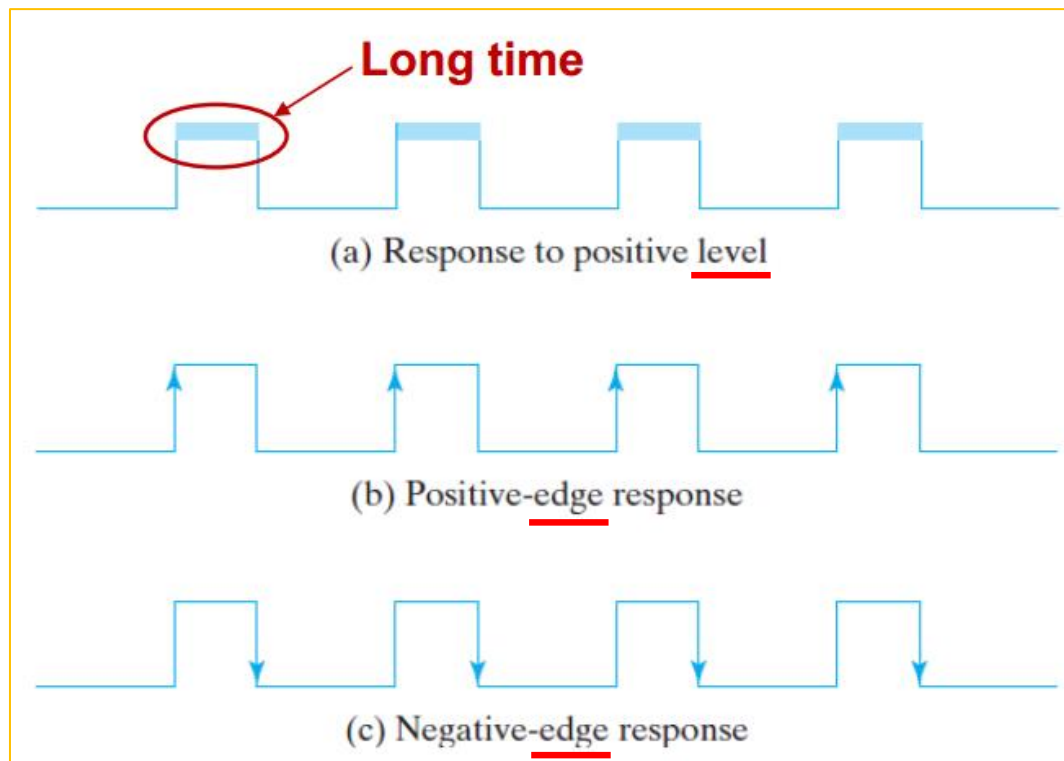 Long time
(a) Response to positive level
(b) Positive-edge response
(c) Negative-edge response